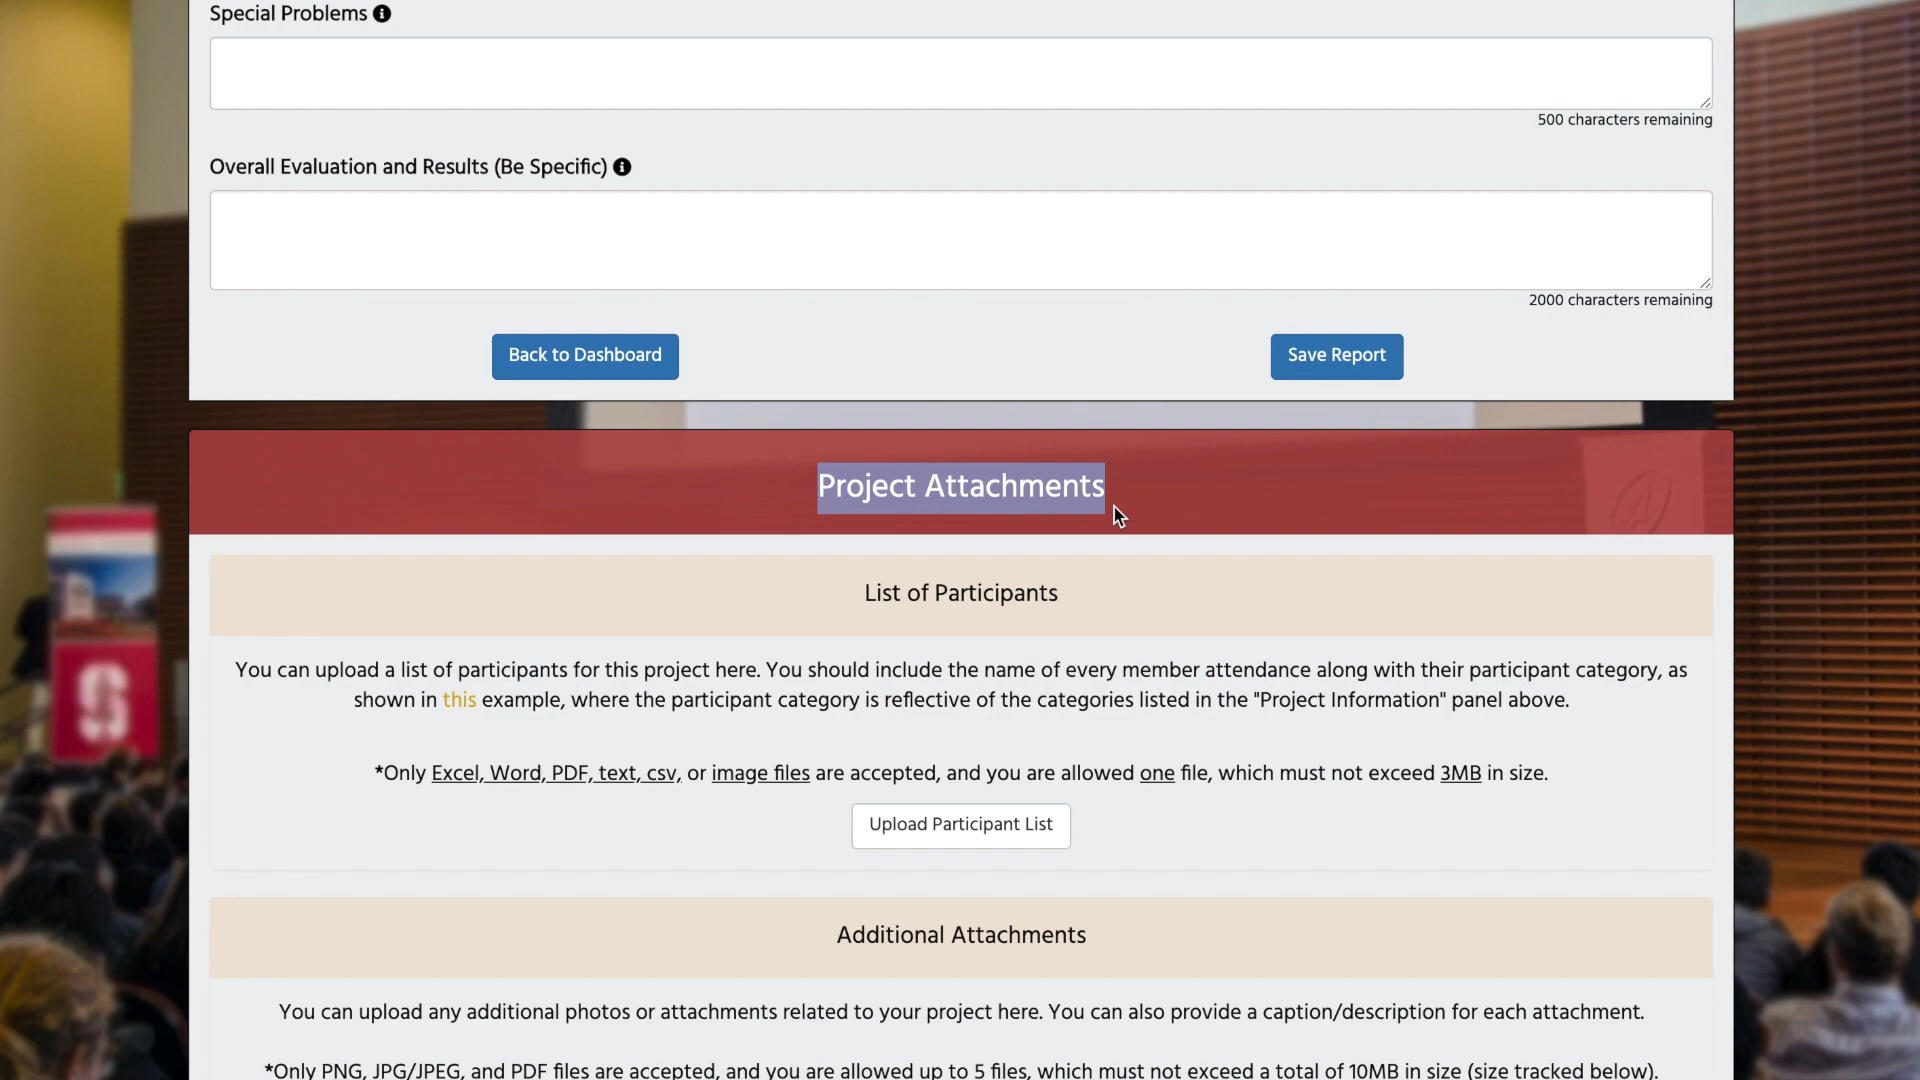 Special Problems
500 characters remaining
Overall Evaluation and Results (Be Specific)
2000 characters remaining
Back to Dashboard
Save Report
Project Attachments
List of Participants
You can upload a list of participants for this project here. You should include the name of every member attendance along with their participant category, as
shown in this example, where the participant category is reflective of the categories listed in the "Project Information" panel above.
*Only Excel, Word, PDF, text, csv, or image files are accepted, and you are allowed one file, which must not exceed 3MB in size.
Upload Participant List
Additional Attachments
You can upload any additional photos or attachments related to your project here. You can also provide a caption/description for each attachment.
*Only PNG, JPG/JPEG, and PDF files are accepted, and you are allowed up to 5 files, which must not exceed a total of 10MB in size (size tracked below).
S